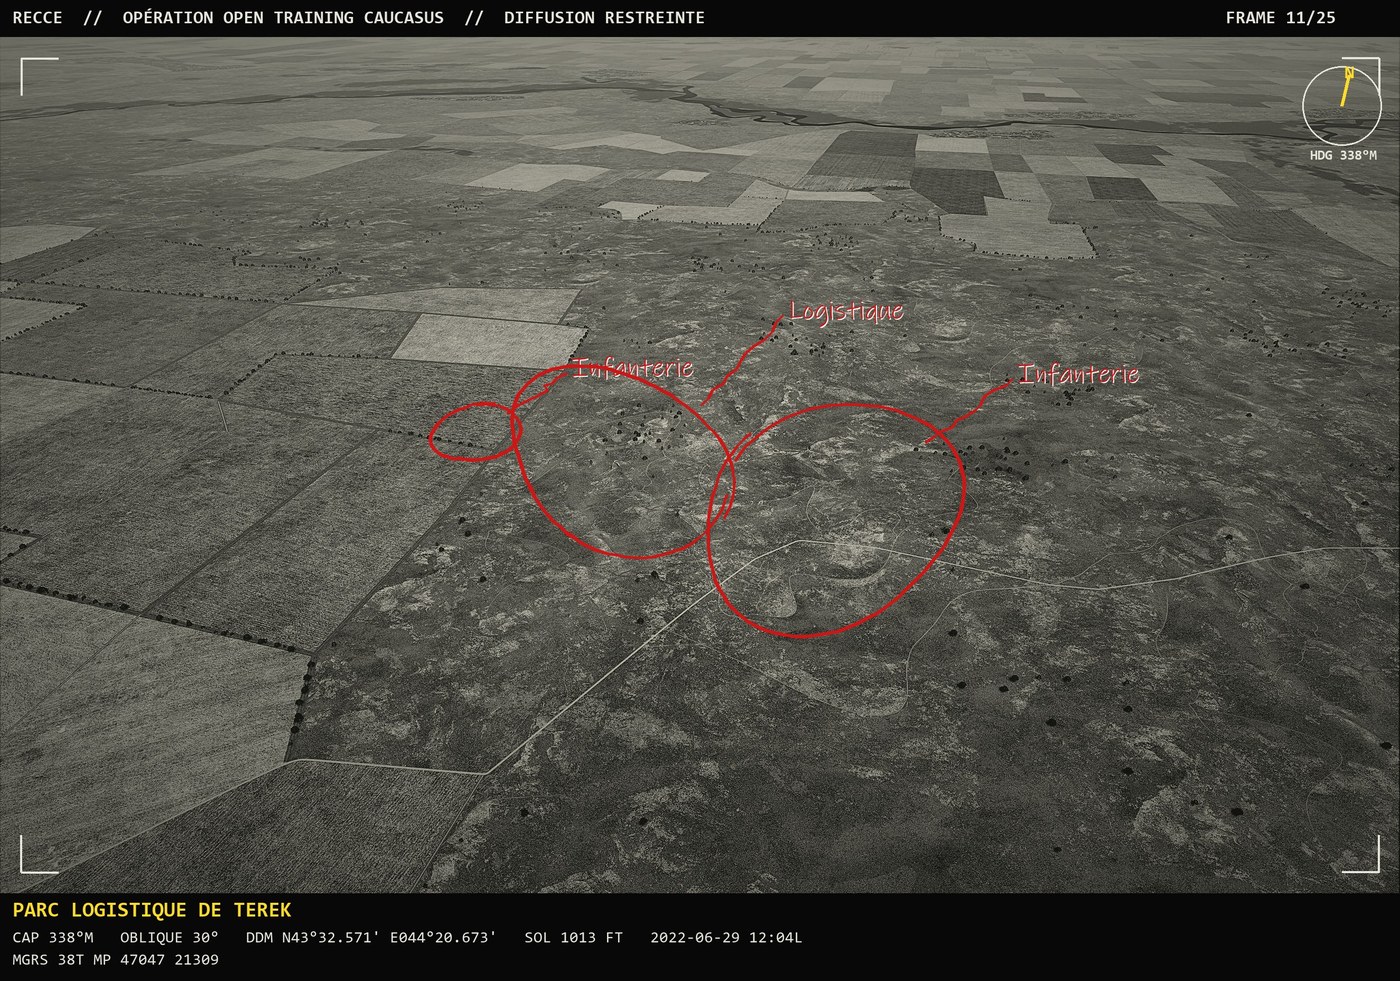 RECCE // OPÉRATION OPEN TRAINING CAUCASUS // DIFFUSION RESTREINTE
FRAME 11/25
N
HDG 338°M
Logistique
Infanterie
Infanterie
PARC LOGISTIQUE DE TEREK
CAP 338°M OBLIQUE 30° DDM N43°32.571' E044°20.673' SOL 1013 FT 2022-06-29 12:04L
MGRS 38T MP 47047 21309